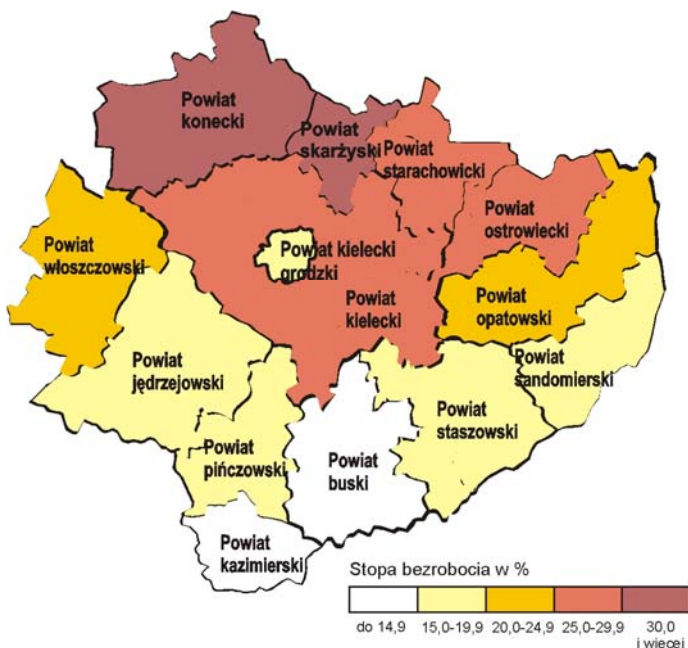 Powiat
konecki
Powiat
skarżyski
Powiat
starachowicki
Powiat
ostrowiecki
Powiat
włoszczowski
Powiat kielecki
grodzki
Powiat
kielecki
Powiat
opatowski
Powiat
jędrzejowski
Powiat
sandomierski
Powiat
staszowski
Powiat
pińczowski
Powiat
buski
Powiat
kazimierski
Stopa bezrobocia w %
do 14,9 15,0-19,9 20,0-24,9 25,0-29,9 30,0
i więcej